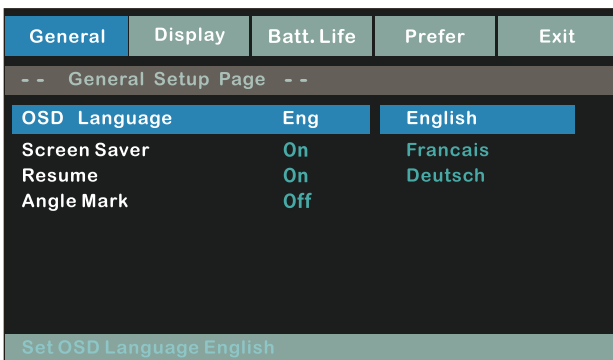 General Display Batt. Life Prefer Exit
- - General Setup Page - -
OSD Language Eng English
Screen Saver On Francais
Resume On Deutsch
Angle Mark Off
Set OSD Language English